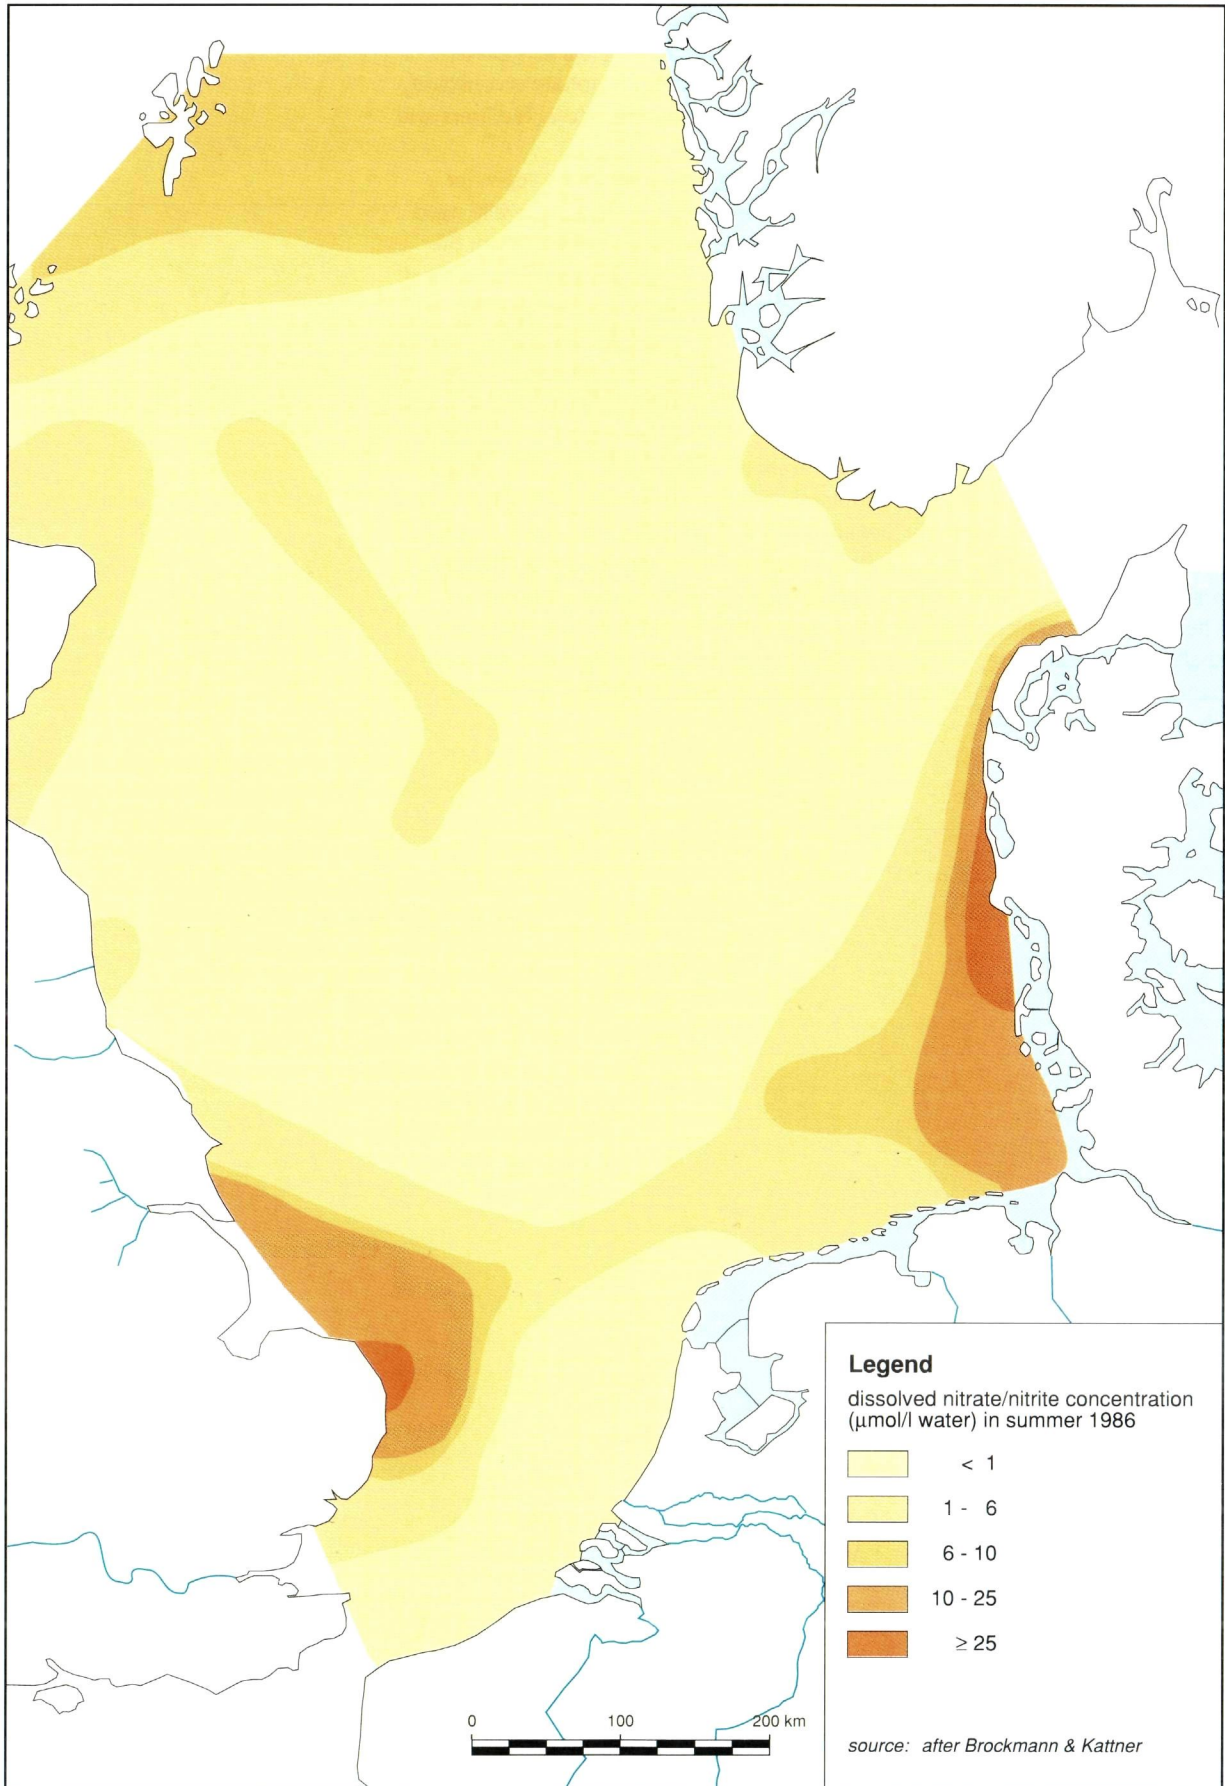 Legend
dissolved nitrate/nitrite concentration
(µmol/l water) in summer 1986
< 1
1 - 6
6 - 10
10 - 25
≥ 25
0 100 200 km
source: after Brockmann & Kattner